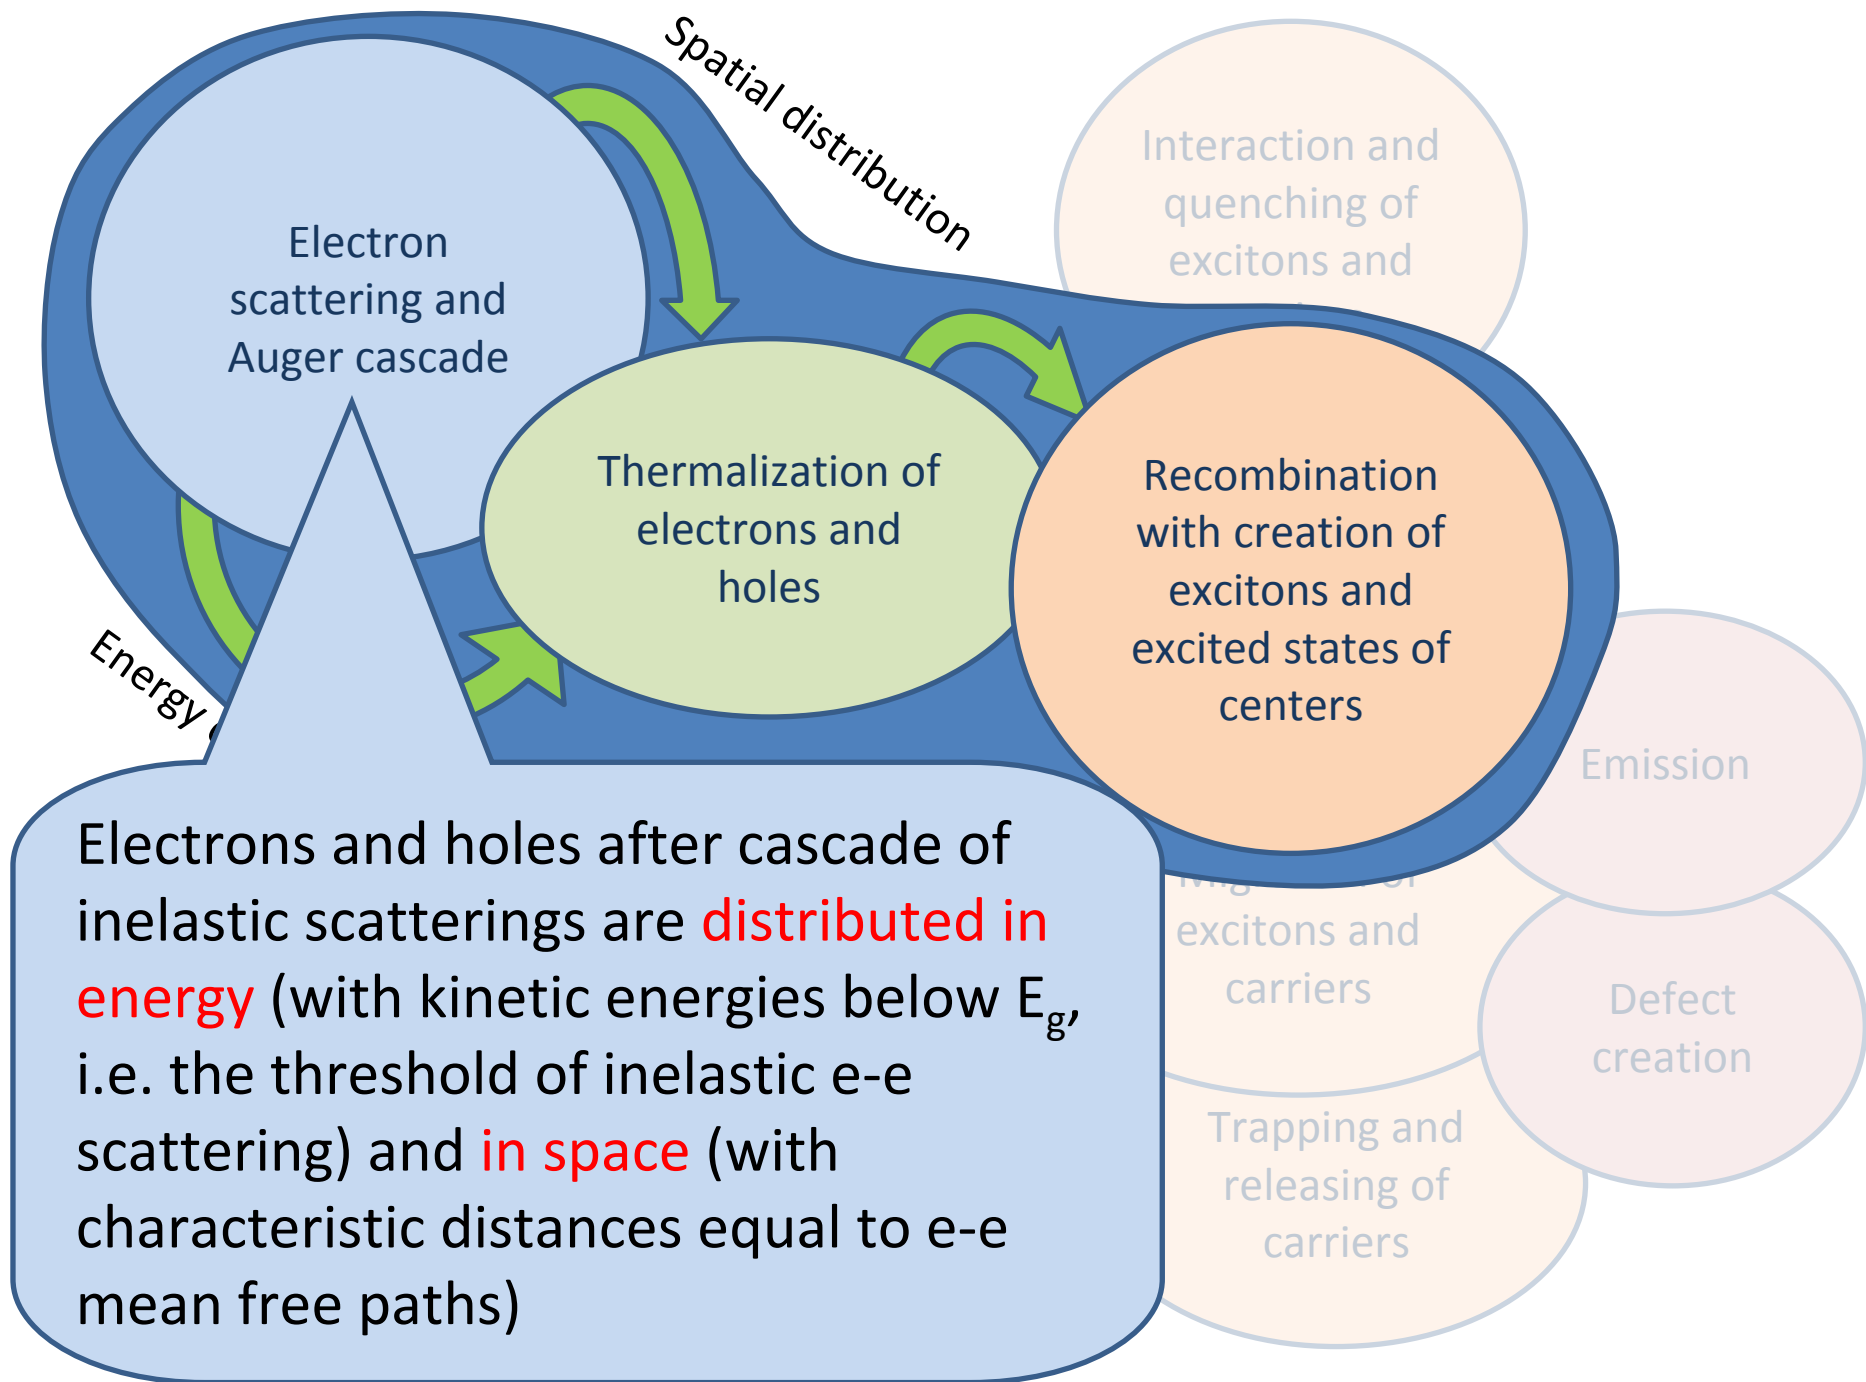 Spatial distribution
Electron
scattering and
Auger cascade
Interaction and
quenching of
excitons and
Thermalization of
electrons and
holes
Recombination
with creation of
excitons and
excited states of
centers
Energy
Emission
of
excitons and
carriers
Defect
creation
Trapping and
releasing of
carriers
Electrons and holes after cascade of
inelastic scatterings are distributed in
energy (with kinetic energies below Eg,
i.e. the threshold of inelastic e-e
scattering) and in space (with
characteristic distances equal to e-e
mean free paths)